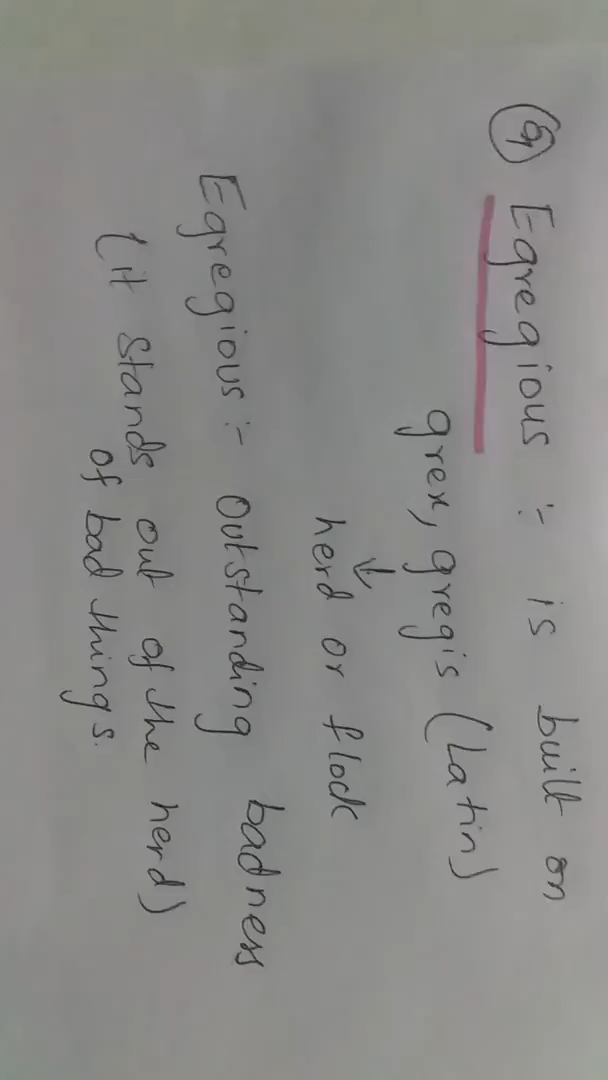 9 Egregious :- is built on
grex, gregis (Latin)
↓
herd or flock
Egregious :- Outstanding badness
(it stands out of the herd)
of bad things.